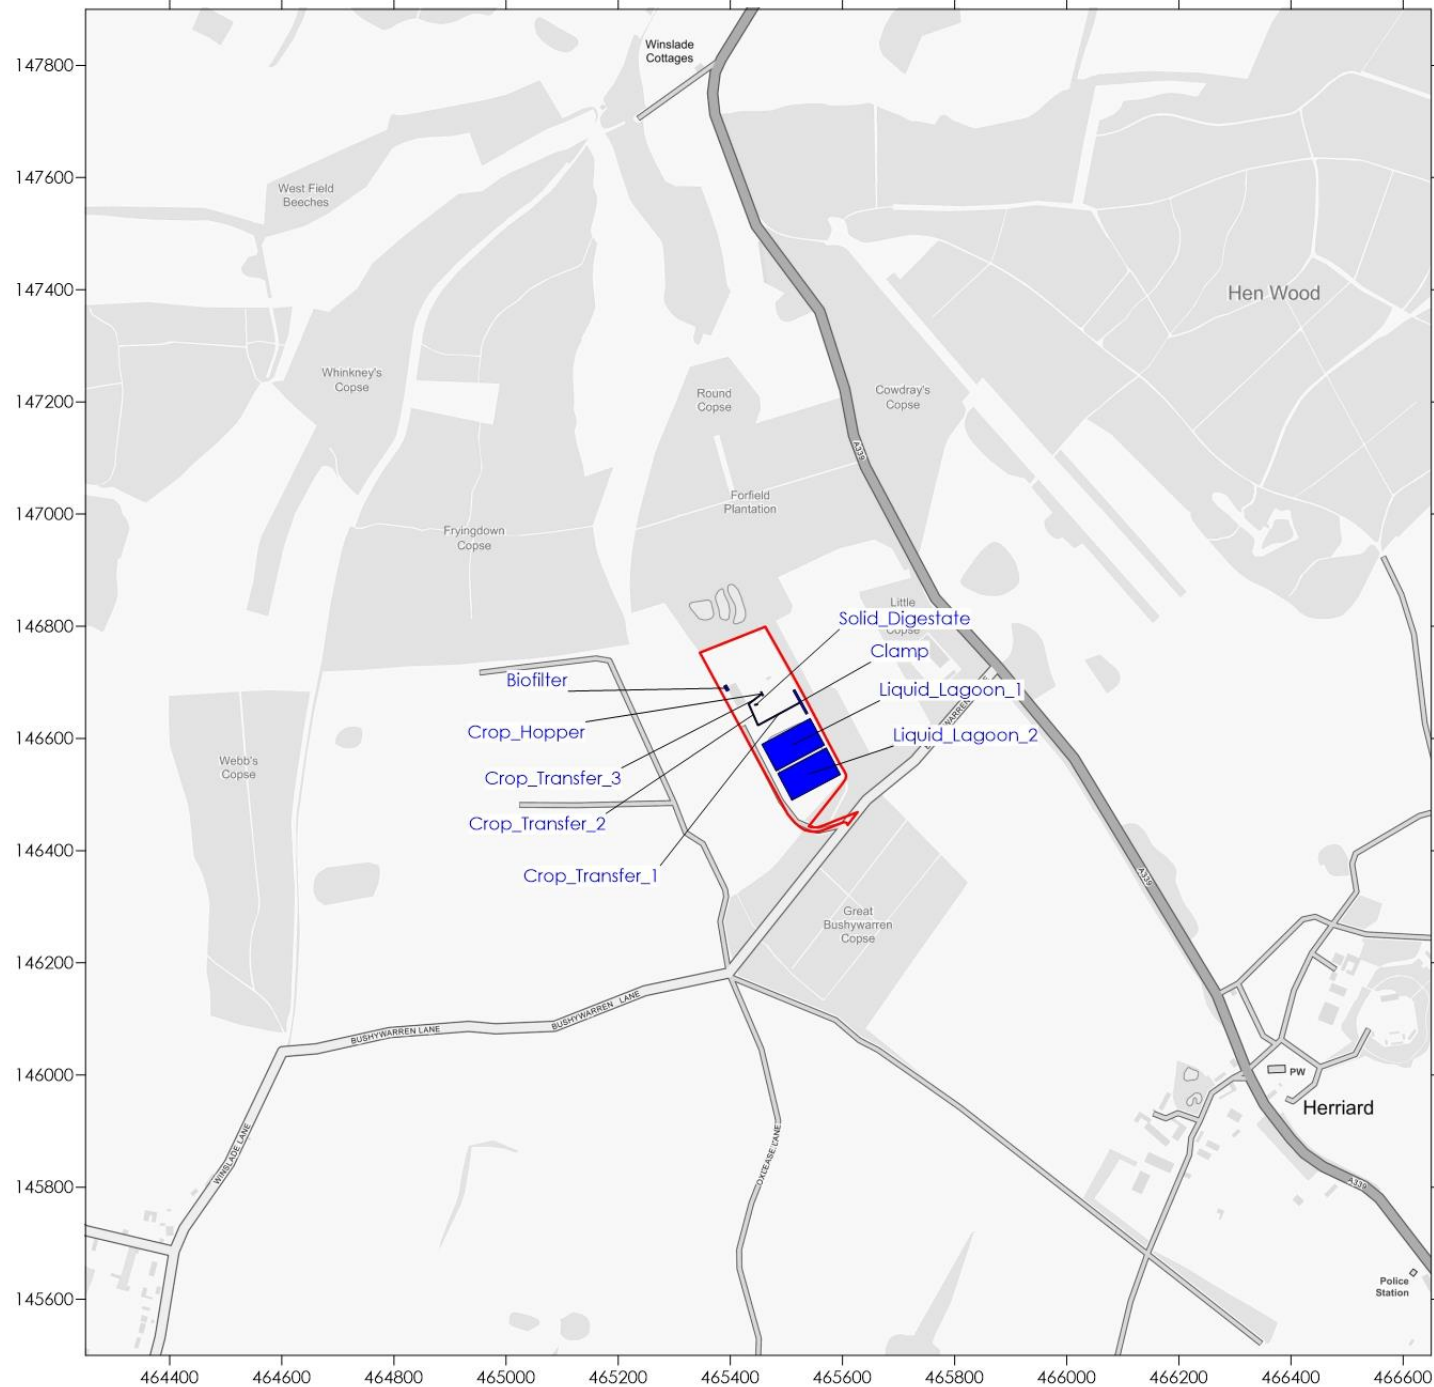 Winslade
Cottages
147800
147600
West Field
Beeches
147400
Hen Wood
Whinkney's
Copse
147200
Round
Copse
Cowdray's
Copse
A339
147000
Forfield
Plantation
Fryingdown
Copse
146800
Little
Copse
Solid_Digestate
Clamp
Biofilter
Liquid_Lagoon_1
WARREN
146600
Crop_Hopper
Liquid_Lagoon_2
Webb's
Copse
Crop_Transfer_3
Crop_Transfer_2
146400
Crop_Transfer_1
A339
Great
Bushywarren
Copse
146200
BUSHYWARREN LANE
BUSHYWARREN LANE
146000
PW
Herriard
WINSLADE LANE
OXLEASE LANE
145800
A339
145600
Police
Station
464400 464600 464800 465000 465200 465400 465600 465800 466000 466200 466400 466600